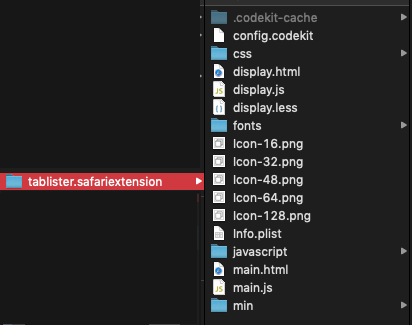 .codekit-cache
config.codekit
css
display.html
display.js
display.less
fonts
Icon-16.png
Icon-32.png
Icon-48.png
tablister.safariextension
Icon-64.png
Icon-128.png
Info.plist
javascript
main.html
main.js
min